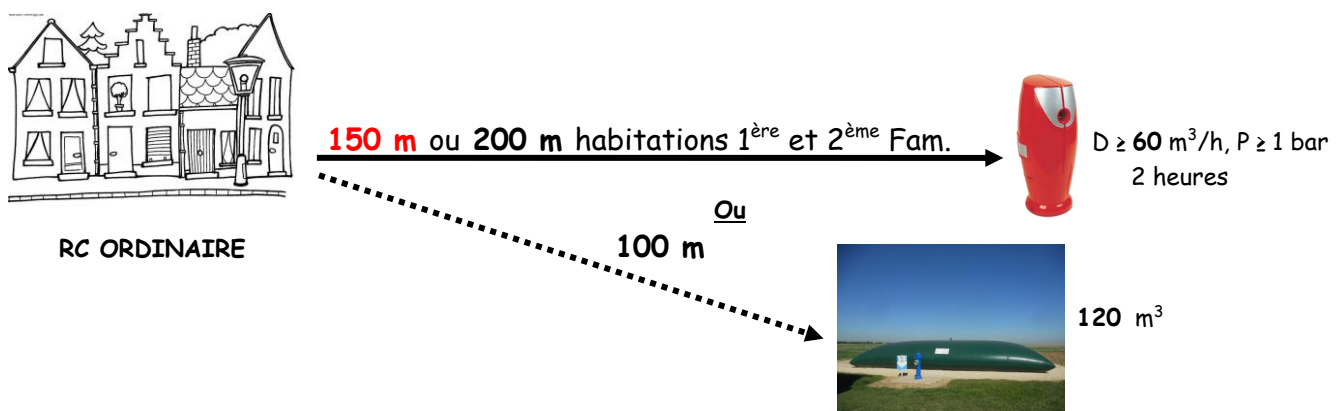 150 m ou 200 m habitations 1ère et 2ème Fam.
D ≥ 60 m³/h, P ≥ 1 bar
2 heures
Ou
100 m
RC ORDINAIRE
120 m³